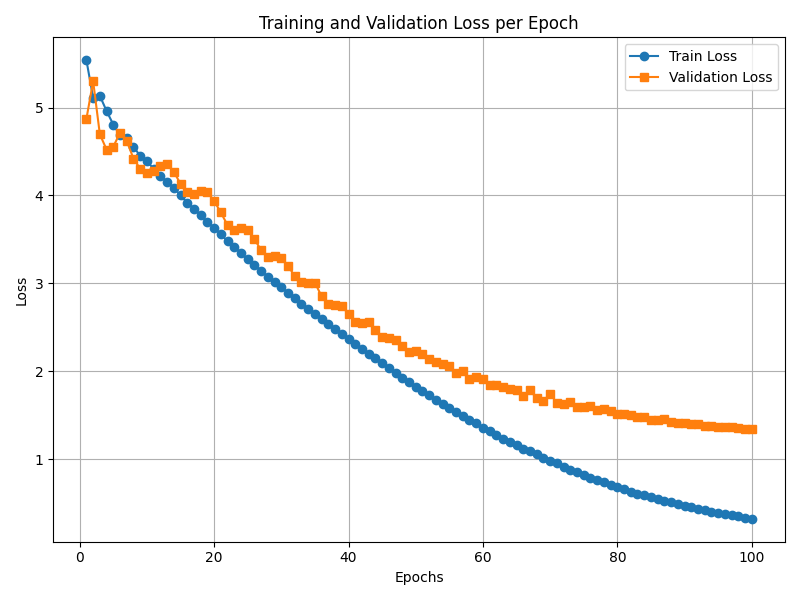 Training and Validation Loss per Epoch
Train Loss
Validation Loss
Loss
5
4
3
2
1
0 20 40 60 80 100
Epochs